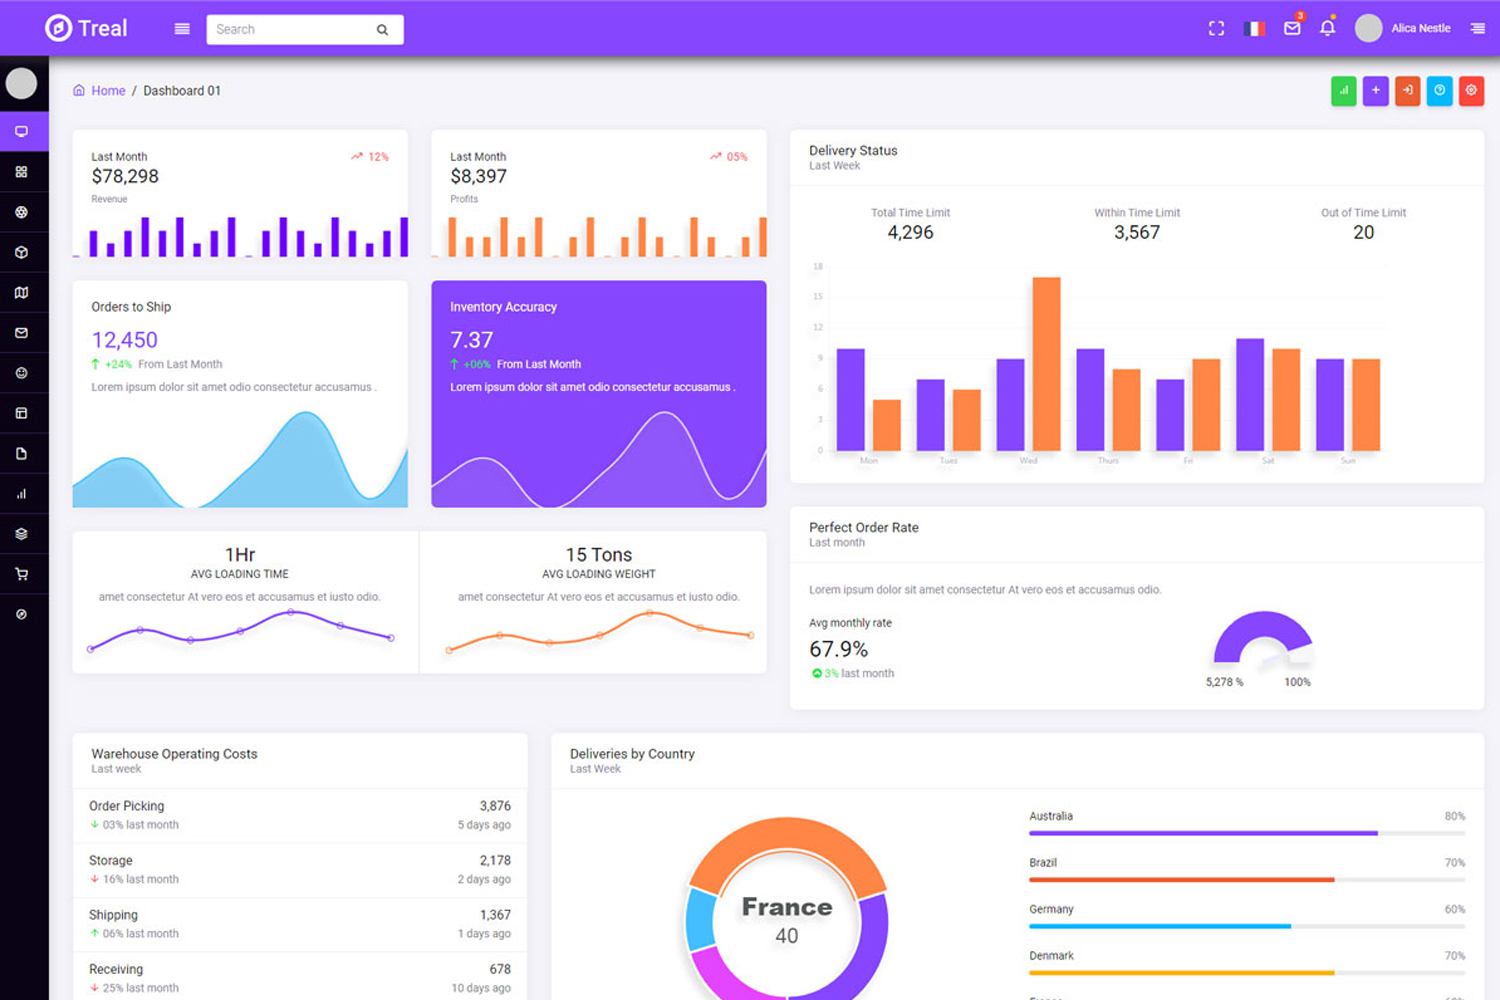 Treal
Search
3
Alica Nestle
Home / Dashboard 01
Last Month
12%
$78,298
Revenue
Last Month
05%
$8,397
Profits
Orders to Ship
12,450
+24% From Last Month
Lorem ipsum dolor sit amet odio consectetur accusamus .
Inventory Accuracy
7.37
+06% From Last Month
Lorem ipsum dolor sit amet odio consectetur accusamus .
1Hr
AVG LOADING TIME
amet consectetur At vero eos et accusamus et iusto odio.
15 Tons
AVG LOADING WEIGHT
amet consectetur At vero eos et accusamus et iusto odio.
Delivery Status
Last Week
Total Time Limit
4,296
Within Time Limit
3,567
Out of Time Limit
20
18
15
12
9
6
3
0
Mon Tues Wed Thurs Fri Sat Sun
Perfect Order Rate
Last month
Lorem ipsum dolor sit amet consectetur At vero eos et accusamus odio.
Avg monthly rate
67.9%
3% last month
5,278 % 100%
Warehouse Operating Costs
Last week
Order Picking 3,876
03% last month 5 days ago
Storage 2,178
16% last month 2 days ago
Shipping 1,367
06% last month 1 days ago
Receiving 678
25% last month 10 days ago
Deliveries by Country
Last Week
France
40
Australia 80%
Brazil 70%
Germany 60%
Denmark 70%